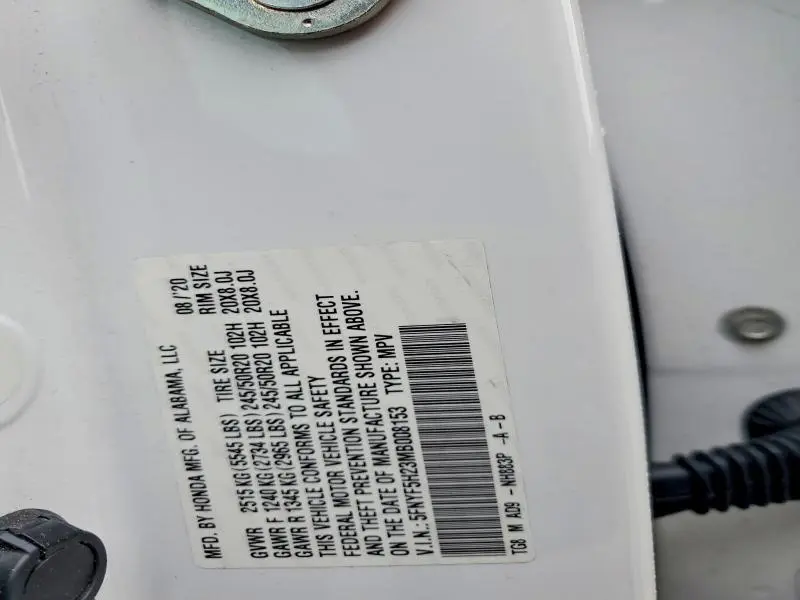 MFD. BY HONDA MFG. OF ALABAMA, LLC 08/'20
TIRE SIZE RIM SIZE
GVWR 2515 KG (5545 LBS)
GAWR F 1240 KG (2734 LBS) 245/50R20 102H 20X8.0J
GAWR R 1345 KG (2965 LBS) 245/50R20 102H 20X8.0J
THIS VEHICLE CONFORMS TO ALL APPLICABLE
FEDERAL MOTOR VEHICLE SAFETY
AND THEFT PREVENTION STANDARDS IN EFFECT
ON THE DATE OF MANUFACTURE SHOWN ABOVE.
V.I.N.: 5FNYF5H23MB008153 TYPE: MPV
TG8 M A09 -NH883P -A-B